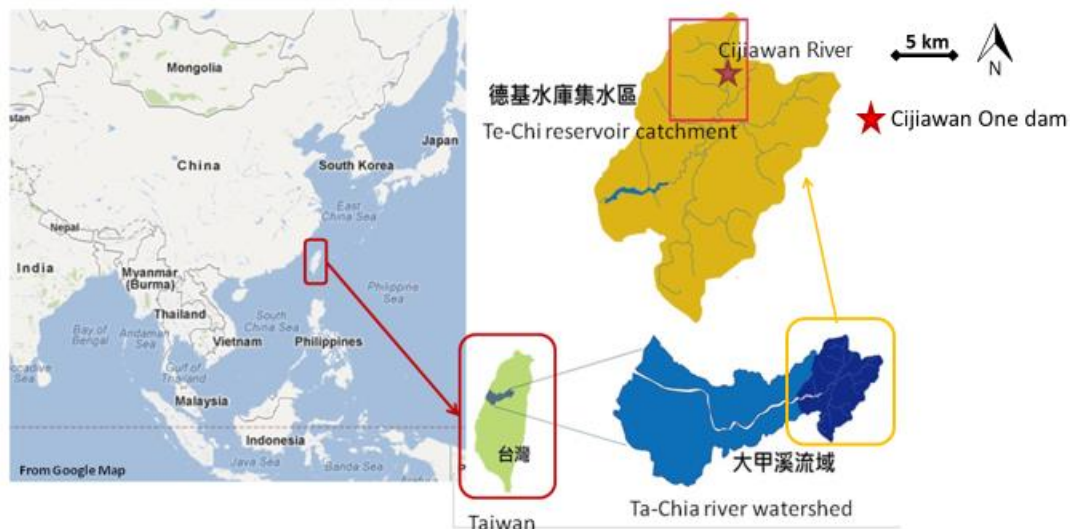 Mongolia
stan
China
Japan
South Korea
East
China Sea
Nepal
India
Myanmar
(Burma)
Thailand
Vietnam
Bay of
Bengal
Andaman
Sea
Gulf of
Thailand
South
China Sea
Philippines
Philippine
Sea
Malaysia
Indonesia
Java Sea
Banda Sea
ccadive
Sea
P
From Google Map
Cijiawan River
5 km
N
德基水庫集水區
Te-Chi reservoir catchment
Cijiawan One dam
台灣
Taiwan
大甲溪流域
Ta-Chia river watershed